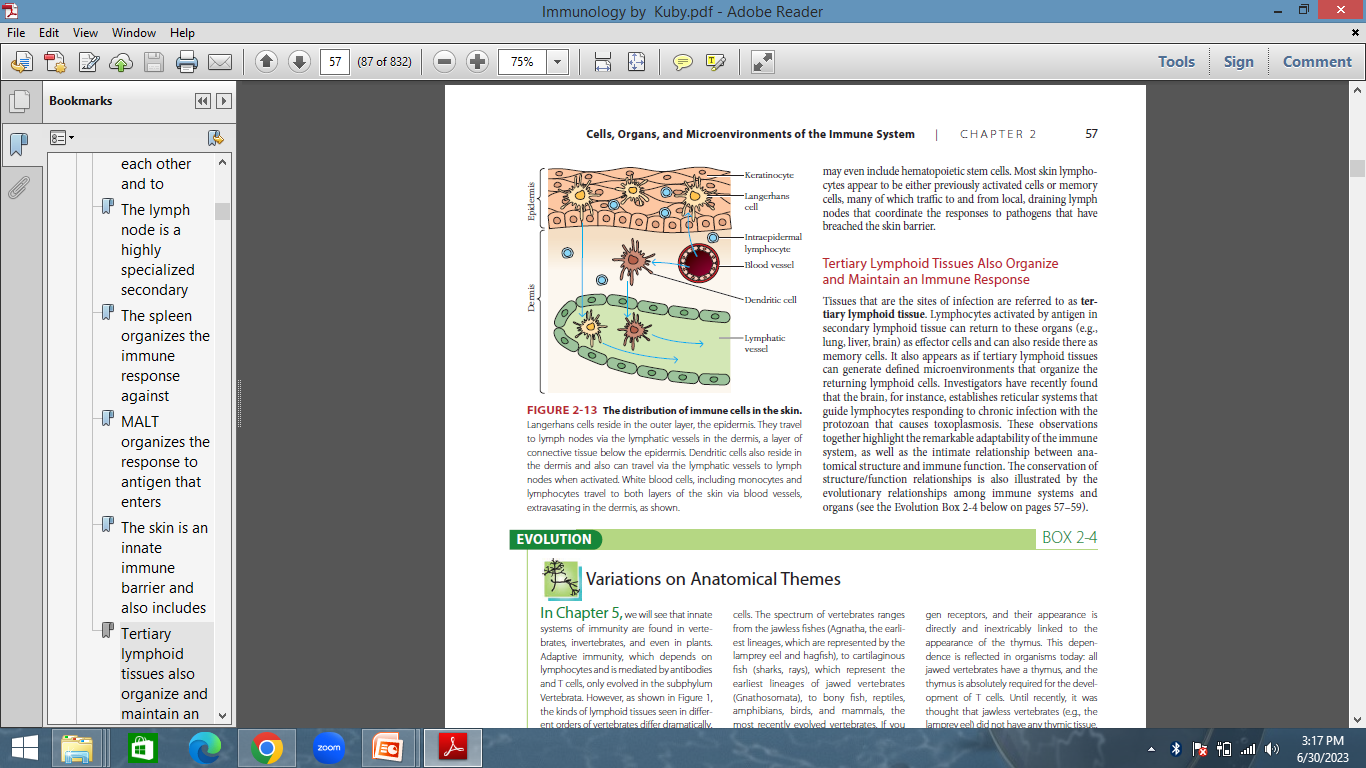 Immunology by Kuby.pdf - Adobe Reader
File Edit View Window Help
57 (87 of 832) 75% Tools Sign Comment
Bookmarks
each other
and to
The lymph
node is a
highly
specialized
secondary
The spleen
organizes the
immune
response
against
MALT
organizes the
response to
antigen that
enters
The skin is an
innate
immune
barrier and
also includes
Tertiary
lymphoid
tissues also
organize and
maintain an
Cells, Organs, and Microenvironments of the Immune System | CHAPTER 2 57
Epidermis
Dermis
Keratinocyte
Langerhans
cell
Intraepidermal
lymphocyte
Blood vessel
Dendritic cell
Lymphatic
vessel
FIGURE 2-13 The distribution of immune cells in the skin.
Langerhans cells reside in the outer layer, the epidermis. They travel
to lymph nodes via the lymphatic vessels in the dermis, a layer of
connective tissue below the epidermis. Dendritic cells also reside in
the dermis and also can travel via the lymphatic vessels to lymph
nodes when activated. White blood cells, including monocytes and
lymphocytes travel to both layers of the skin via blood vessels,
extravasating in the dermis, as shown.
may even include hematopoietic stem cells. Most skin lympho-
cytes appear to be either previously activated cells or memory
cells, many of which traffic to and from local, draining lymph
nodes that coordinate the responses to pathogens that have
breached the skin barrier.
Tertiary Lymphoid Tissues Also Organize
and Maintain an Immune Response
Tissues that are the sites of infection are referred to as ter-
tiary lymphoid tissue. Lymphocytes activated by antigen in
secondary lymphoid tissue can return to these organs (e.g.,
lung, liver, brain) as effector cells and can also reside there as
memory cells. It also appears as if tertiary lymphoid tissues
can generate defined microenvironments that organize the
returning lymphoid cells. Investigators have recently found
that the brain, for instance, establishes reticular systems that
guide lymphocytes responding to chronic infection with the
protozoan that causes toxoplasmosis. These observations
together highlight the remarkable adaptability of the immune
system, as well as the intimate relationship between ana-
tomical structure and immune function. The conservation of
structure/function relationships is also illustrated by the
evolutionary relationships among immune systems and
organs (see the Evolution Box 2-4 below on pages 57–59).
EVOLUTION BOX 2-4
Variations on Anatomical Themes
In Chapter 5, we will see that innate
systems of immunity are found in verte-
brates, invertebrates, and even in plants.
Adaptive immunity, which depends on
lymphocytes and is mediated by antibodies
and T cells, only evolved in the subphylum
Vertebrata. However, as shown in Figure 1,
the kinds of lymphoid tissues seen in differ-
ent orders of vertebrates differ dramatically.
cells. The spectrum of vertebrates ranges
from the jawless fishes (Agnatha, the earli-
est lineages, which are represented by the
lamprey eel and hagfish), to cartilaginous
fish (sharks, rays), which represent the
earliest lineages of jawed vertebrates
(Gnathosomata), to bony fish, reptiles,
amphibians, birds, and mammals, the
most recently evolved vertebrates. If you
gen receptors, and their appearance is
directly and inextricably linked to the
appearance of the thymus. This depen-
dence is reflected in organisms today: all
jawed vertebrates have a thymus, and the
thymus is absolutely required for the devel-
opment of T cells. Until recently, it was
thought that jawless vertebrates (e.g., the
lamprey eel) did not have any thymic tissue.
zoom
3:17 PM
6/30/2023